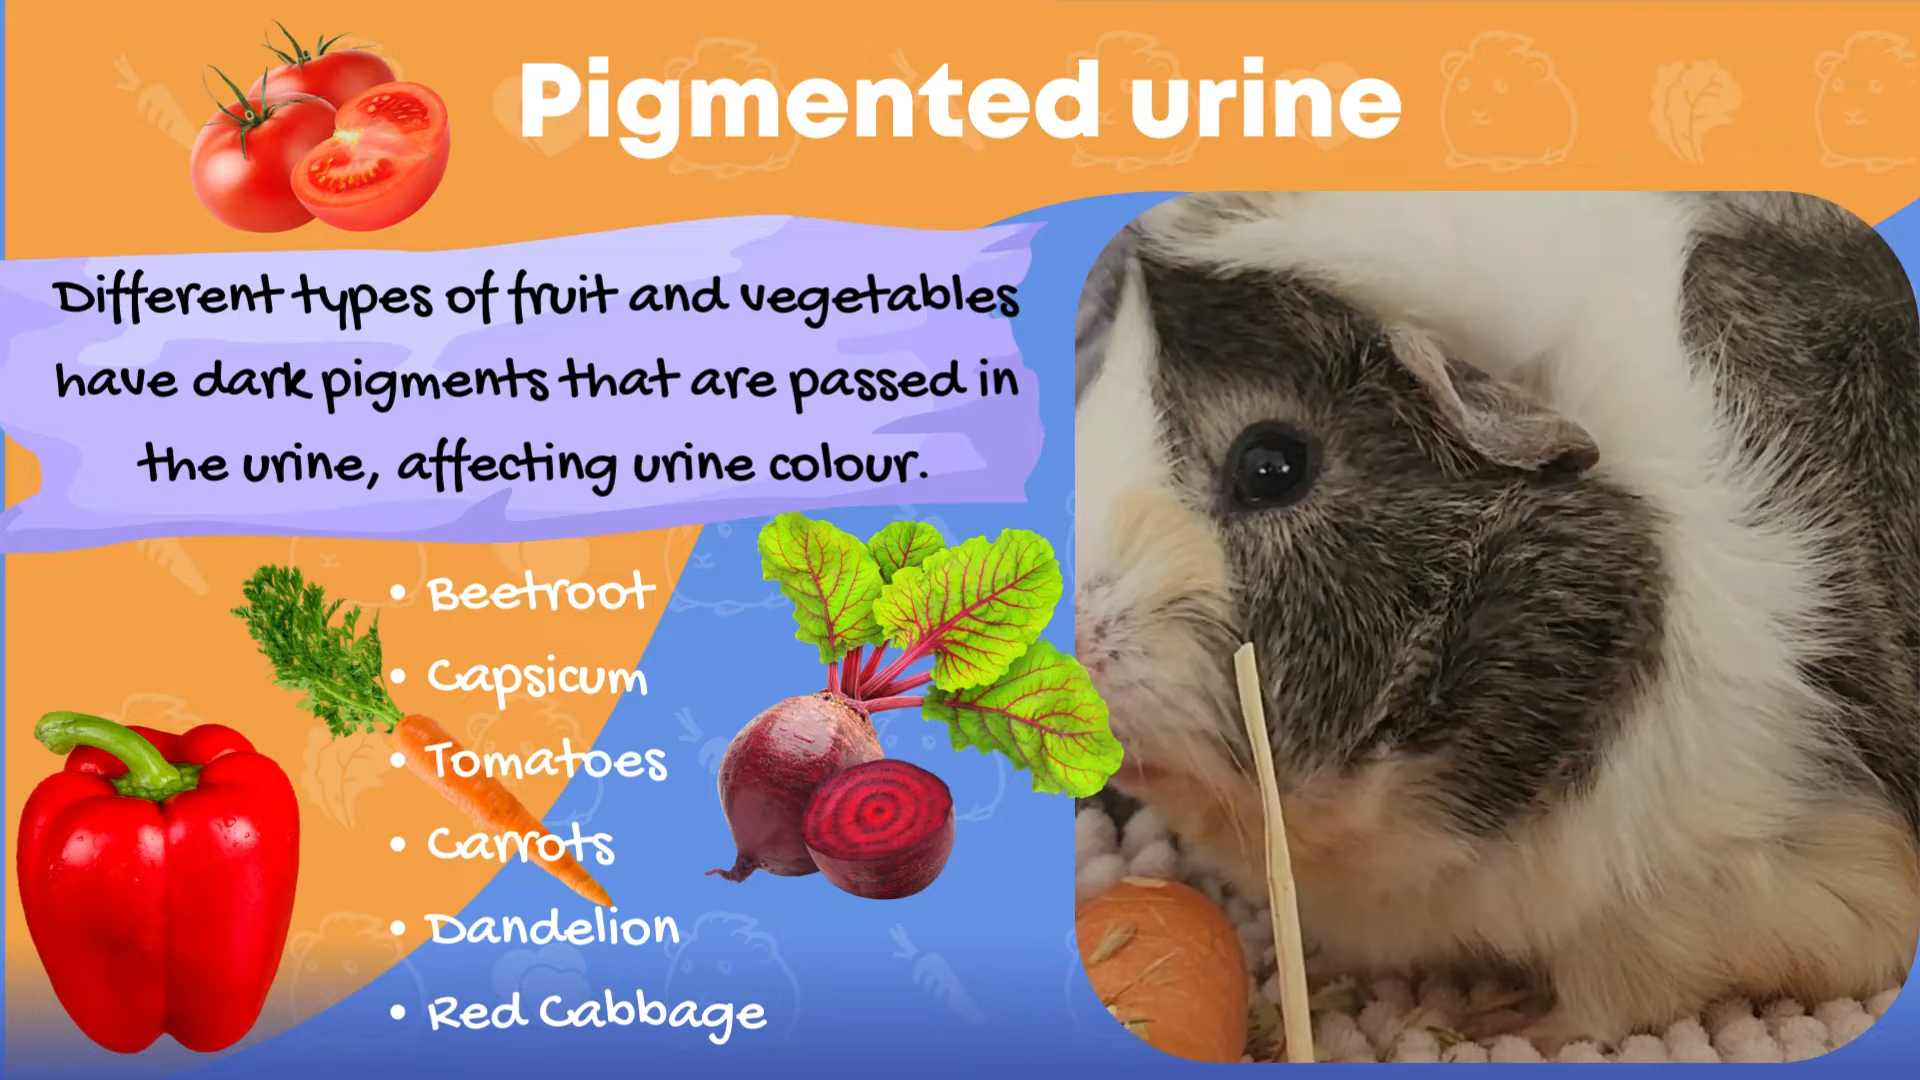 Pigmented urine
Different types of fruit and vegetables
have dark pigments that are passed in
the urine, affecting urine colour.
• Beetroot
• Capsicum
• Tomatoes
• Carrots
• Dandelion
• Red Cabbage